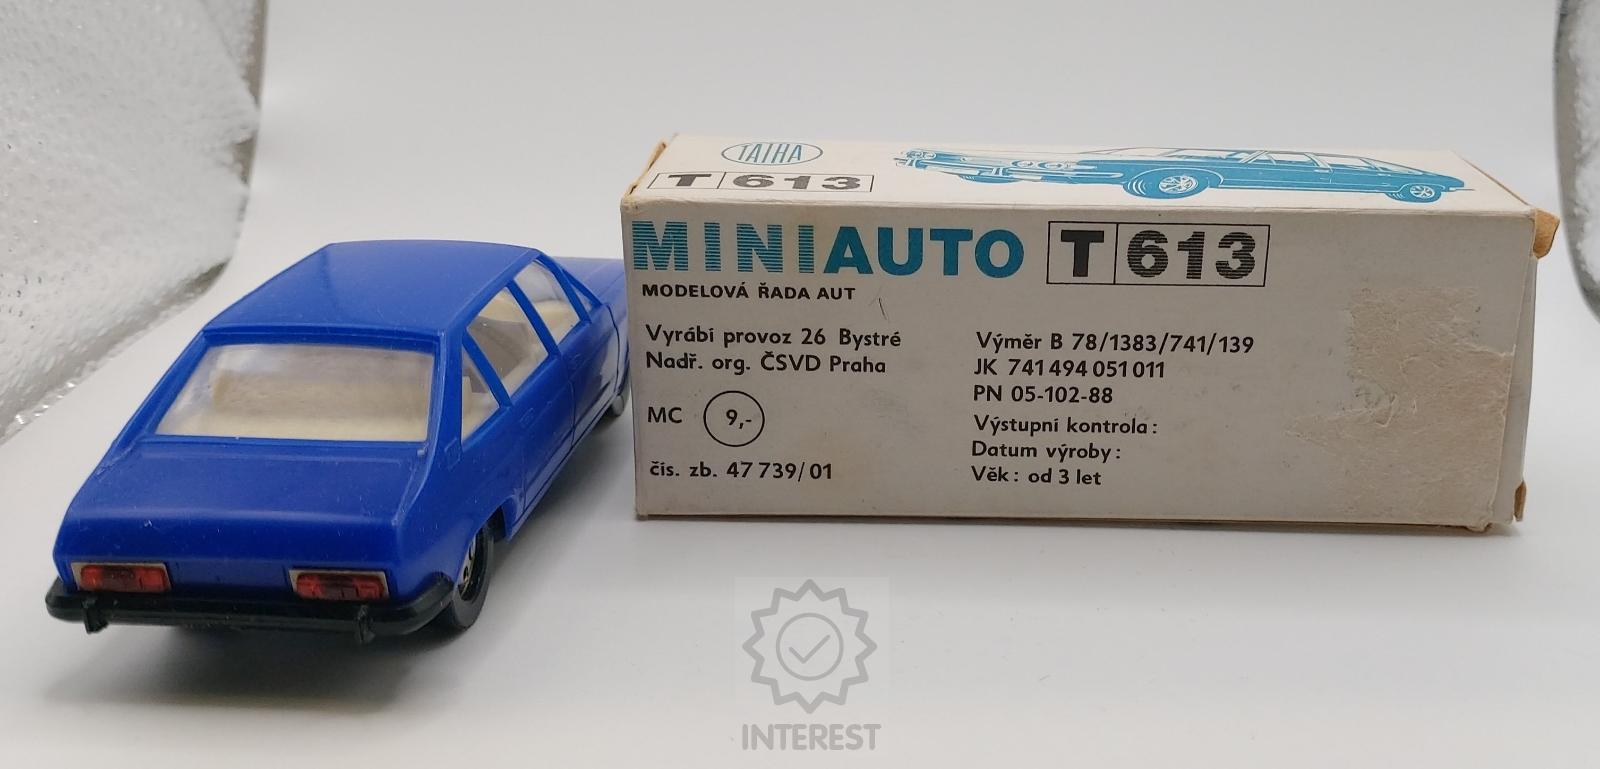 TATRA
T 613
MINIAUTO T 613
MODELOVÁ ŘADA AUT
Vyrábí provoz 26 Bystré
Nadř. org. ČSVD Praha
MC 9,-
čís. zb. 47 739/01
Výměr B 78/1383/741/139
JK 741 494 051 011
PN 05-102-88
Výstupní kontrola:
Datum výroby:
Věk: od 3 let
INTEREST